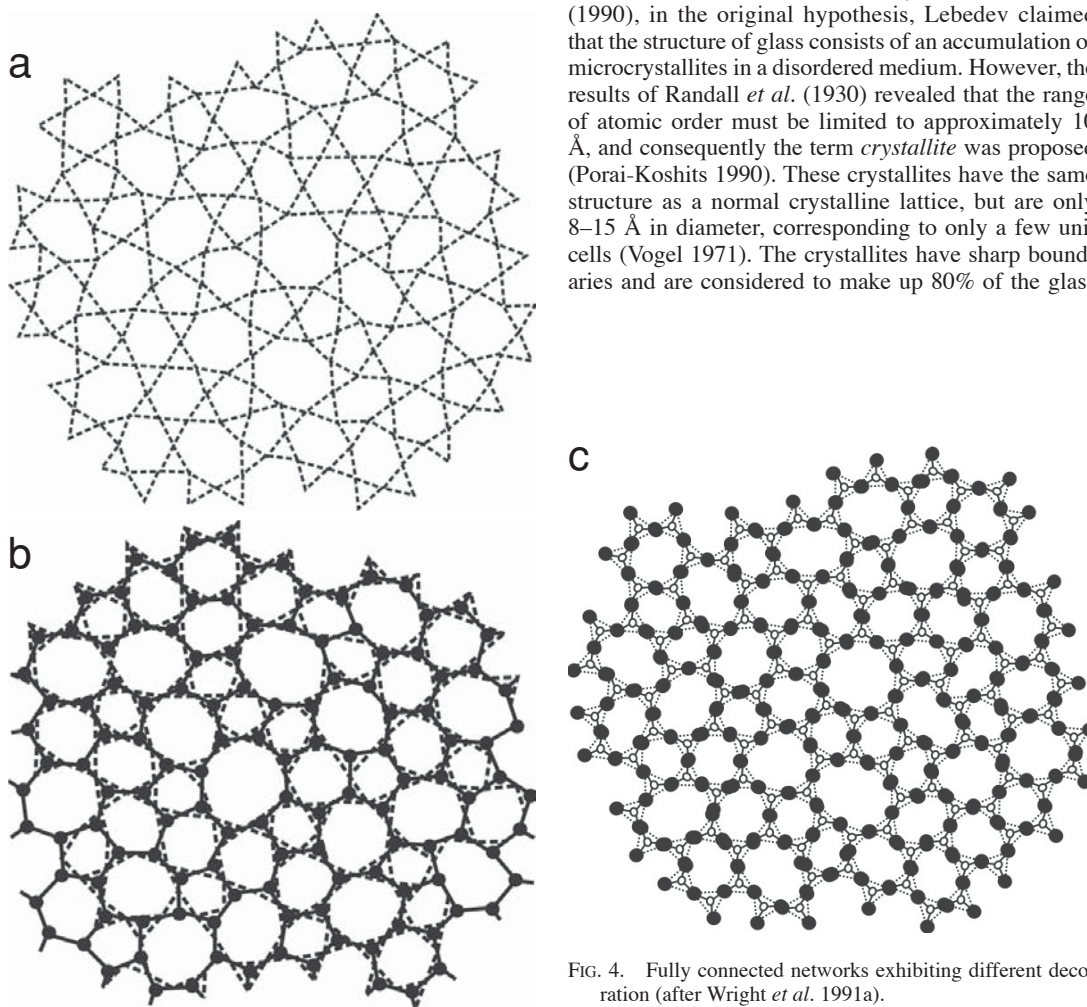 a
b
(1990), in the original hypothesis, Lebedev claimed
that the structure of glass consists of an accumulation o
microcrystallites in a disordered medium. However, the
results of Randall et al. (1930) revealed that the range
of atomic order must be limited to approximately 10
Å, and consequently the term crystallite was proposed
(Porai-Koshits 1990). These crystallites have the same
structure as a normal crystalline lattice, but are only
8–15 Å in diameter, corresponding to only a few uni
cells (Vogel 1971). The crystallites have sharp bound
aries and are considered to make up 80% of the glas
c
FIG. 4. Fully connected networks exhibiting different deco
ration (after Wright et al. 1991a).